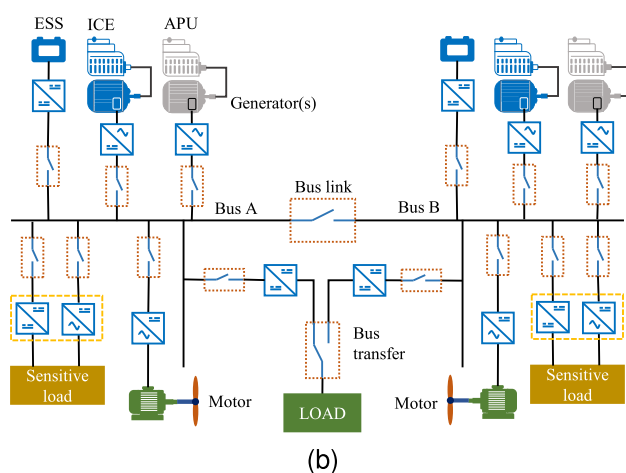 ESS ICE APU
Generator(s)
Bus link
Bus A
Bus B
Bus
transfer
Sensitive
load
Motor
LOAD
Motor
Sensitive
load
(b)